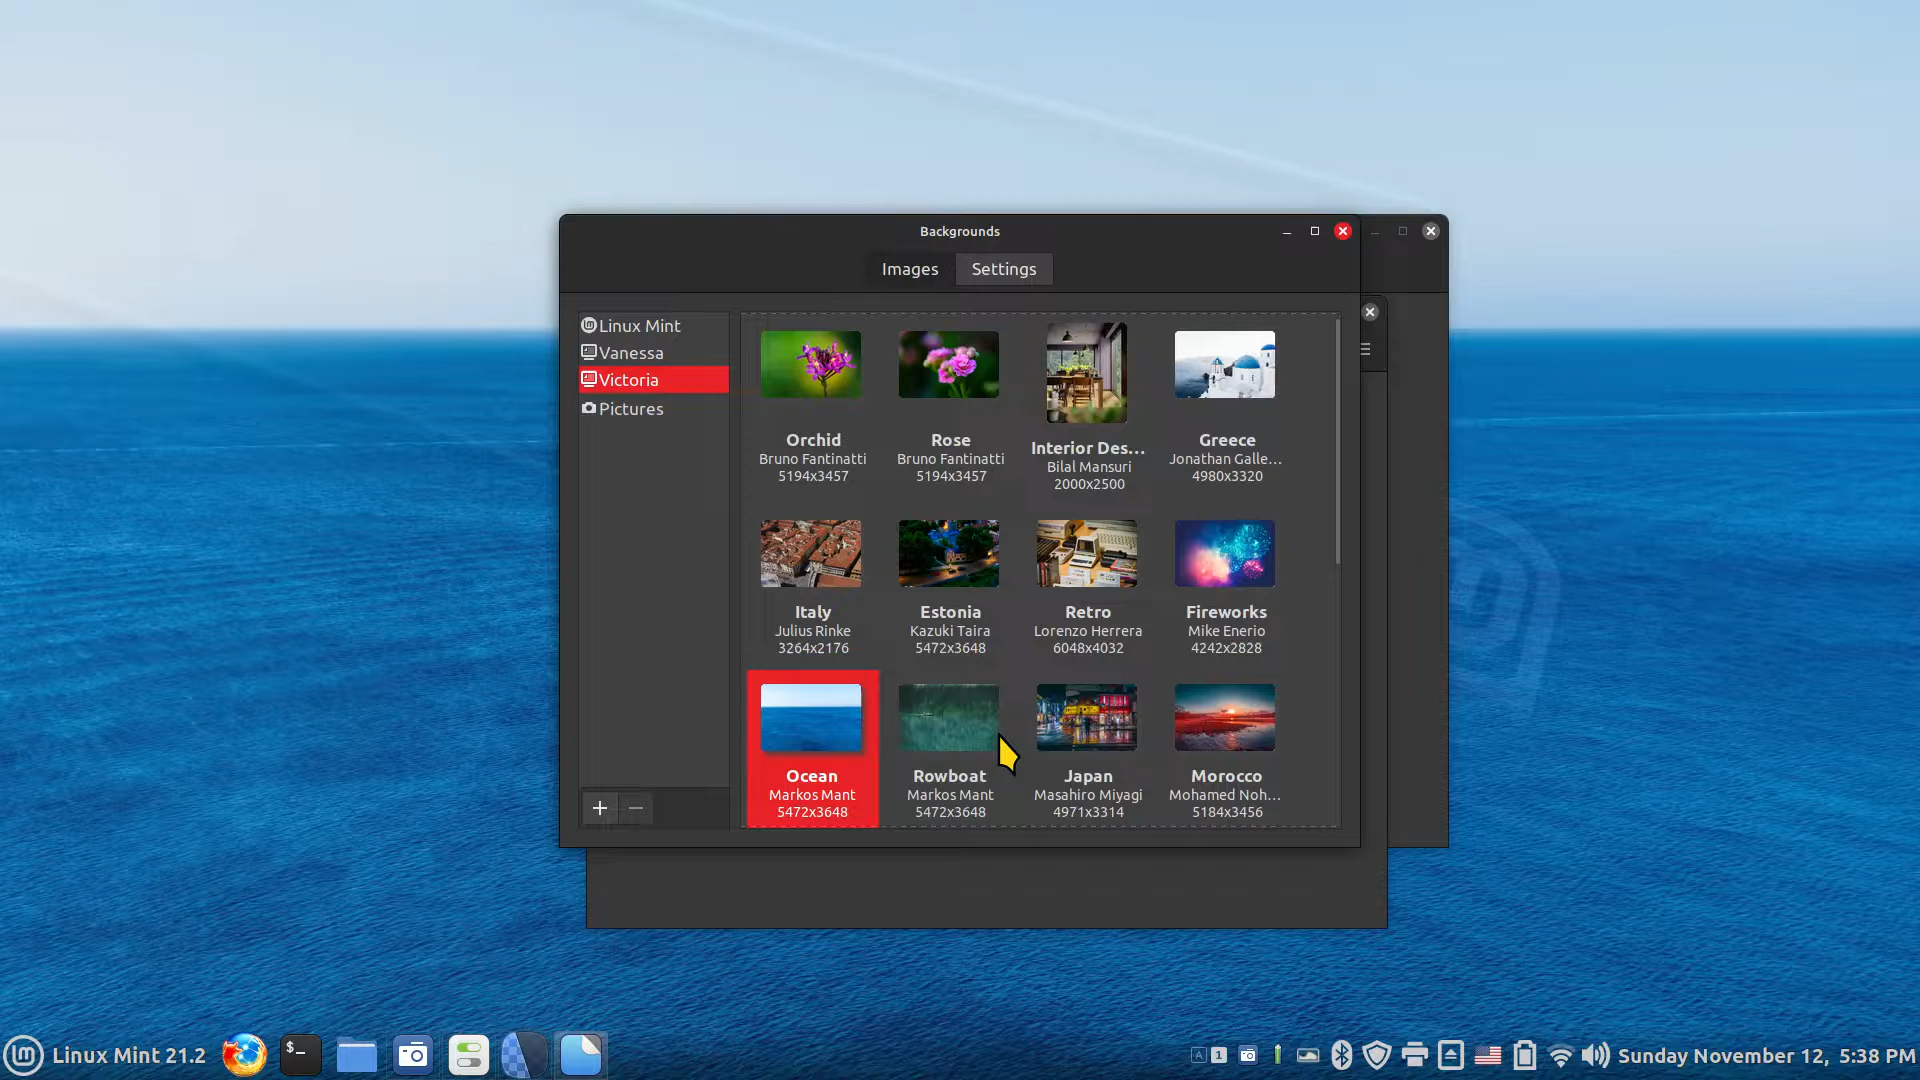 Backgrounds
Images
Settings
Linux Mint
Vanessa
Victoria
Pictures
Orchid
Bruno Fantinatti
5194x3457
Rose
Bruno Fantinatti
5194x3457
Interior Des...
Bilal Mansuri
2000x2500
Greece
Jonathan Galle...
4980x3320
Italy
Julius Rinke
3264x2176
Estonia
Kazuki Taira
5472x3648
Retro
Lorenzo Herrera
6048x4032
Fireworks
Mike Enerio
4242x2828
Ocean
Markos Mant
5472x3648
Rowboat
Markos Mant
5472x3648
Japan
Masahiro Miyagi
4971x3314
Morocco
Mohamed Noh...
5184x3456
Linux Mint 21.2
$-
A
1
Sunday November 12, 5:38 PM